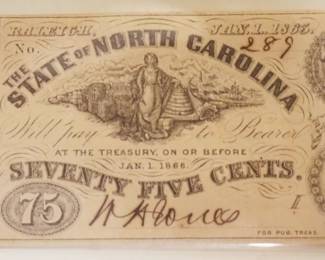 RALEIGH, JAN. 1. 1863.
No. 289
THE STATE OF NORTH CAROLINA
Will pay to Bearer
AT THE TREASURY, ON OR BEFORE
JAN. 1. 1866.
SEVENTY FIVE CENTS.
75 W H Jones
FOR PUB. TREAS.